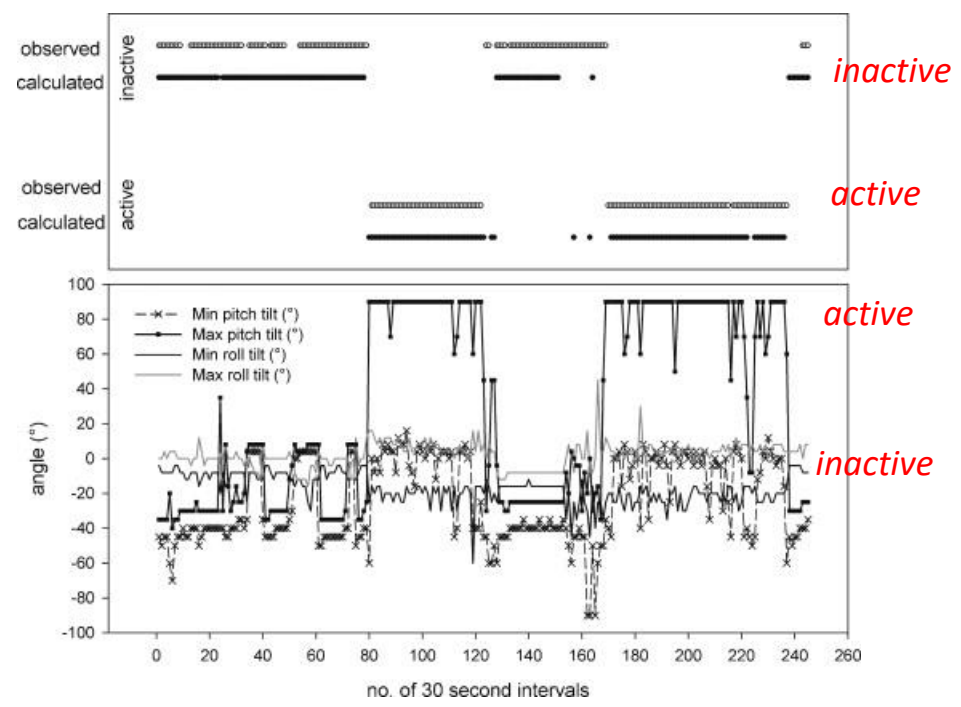 observed
calculated
inactive
inactive
observed
calculated
active
active
100
80
60
40
20
0
-20
-40
-60
-80
-100
angle (°)
Min pitch tilt (°)
Max pitch tilt (°)
Min roll tilt (°)
Max roll tilt (°)
active
inactive
0 20 40 60 80 100 120 140 160 180 200 220 240 260
no. of 30 second intervals